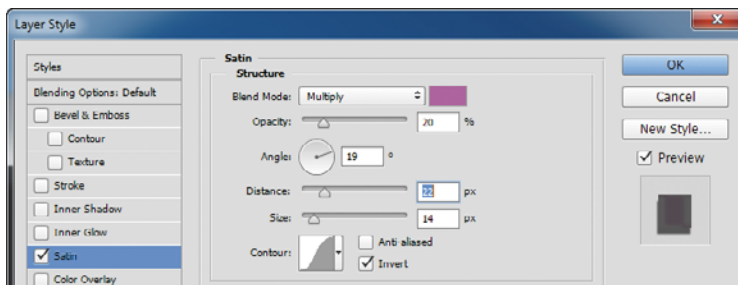 Layer Style
Styles
Blending Options: Default
Bevel & Emboss
Contour
Texture
Stroke
Inner Shadow
Inner Glow
Satin
Color Overlay
Satin
Structure
Blend Mode: Multiply
Opacity: 20 %
Angle: 19 °
Distance: 22 px
Size: 14 px
Contour: Anti-aliased
Invert
OK
Cancel
New Style...
Preview